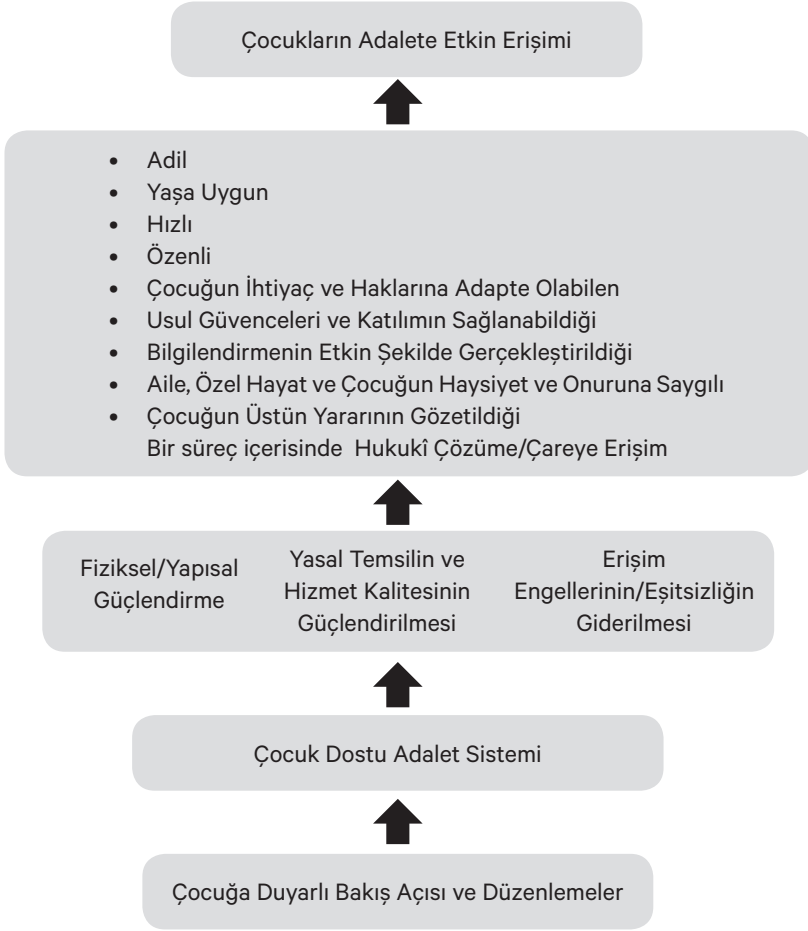 Çocukların Adalete Etkin Erişimi
• Adil
• Yaşa Uygun
• Hızlı
• Özenli
• Çocuğun İhtiyaç ve Haklarına Adapte Olabilen
• Usul Güvenceleri ve Katılımın Sağlanabildiği
• Bilgilendirmenin Etkin Şekilde Gerçekleştirildiği
• Aile, Özel Hayat ve Çocuğun Haysiyet ve Onuruna Saygılı
• Çocuğun Üstün Yararının Gözetildiği
Bir süreç içerisinde Hukukî Çözüme/Çareye Erişim
Fiziksel/Yapısal
Güçlendirme
Yasal Temsilin ve
Hizmet Kalitesinin
Güçlendirilmesi
Erişim
Engellerinin/Eşitsizliğin
Giderilmesi
Çocuk Dostu Adalet Sistemi
Çocuğa Duyarlı Bakış Açısı ve Düzenlemeler